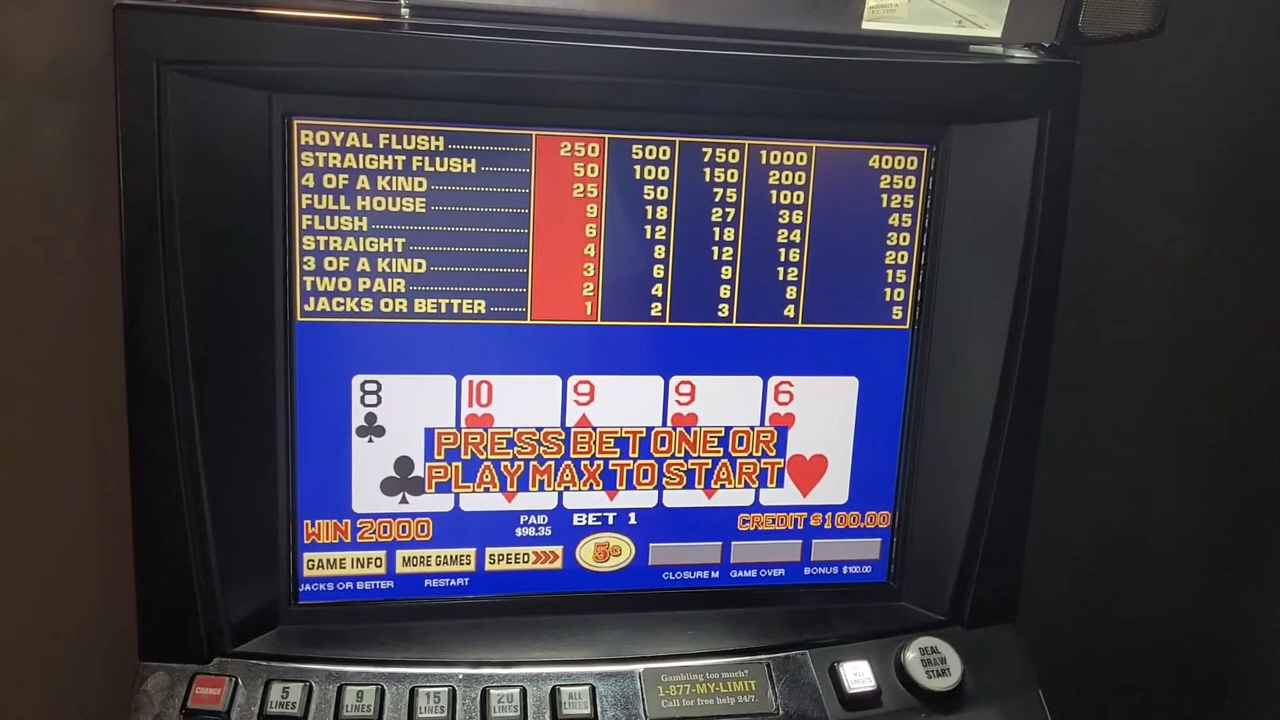 ROYAL FLUSH 250 500 750 1000 4000
STRAIGHT FLUSH 50 100 150 200 250
4 OF A KIND 25 50 75 100 125
FULL HOUSE 9 18 27 36 45
FLUSH 6 12 18 24 30
STRAIGHT 4 8 12 16 20
3 OF A KIND 3 6 9 12 15
TWO PAIR 2 4 6 8 10
JACKS OR BETTER 1 2 3 4 5
8 10 9 9 6
PRESS BET ONE OR
PLAY MAX TO START
WIN 2000 PAID $98.35 BET 1 CREDIT $100.00
GAME INFO MORE GAMES SPEED 5¢
JACKS OR BETTER RESTART CLOSURE M GAME OVER BONUS $100.00
CHANGE
5 LINES
9 LINES
15 LINES
20 LINES
ALL LINES
Gambling too much?
1-877-MY-LIMIT
Call for free help 24/7.
DEAL
DRAW
START